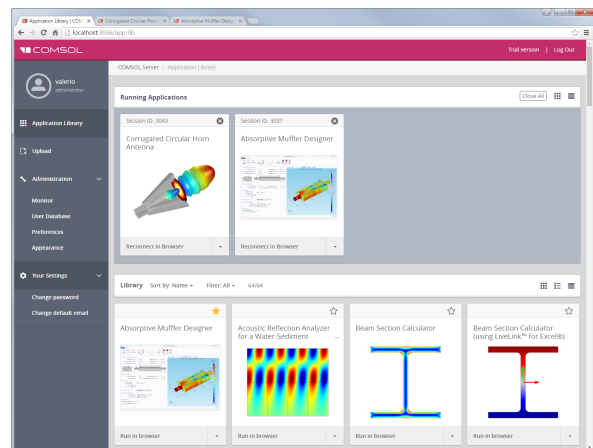 Application Library | COM
Corrugated Circular Horn
Absorptive Muffler Desig
localhost:3036/app-lib
COMSOL
Trial version | Log Out
valerio
administrator
COMSOL Server / Application Library
Running Applications
Close All
Session ID: 3043
Session ID: 3037
Corrugated Circular Horn
Antenna
Absorptive Muffler Designer
Reconnect in Browser
Reconnect in Browser
Application Library
Upload
Administration
Monitor
User Database
Preferences
Appearance
Your Settings
Change password
Change default email
Library Sort By: Name Filter: All 64/64
Absorptive Muffler Designer
Acoustic Reflection Analyzer
for a Water-Sediment ...
Beam Section Calculator
Beam Section Calculator
(using LiveLink™ for Excel®)
Run in browser
Run in browser
Run in browser
Run in browser